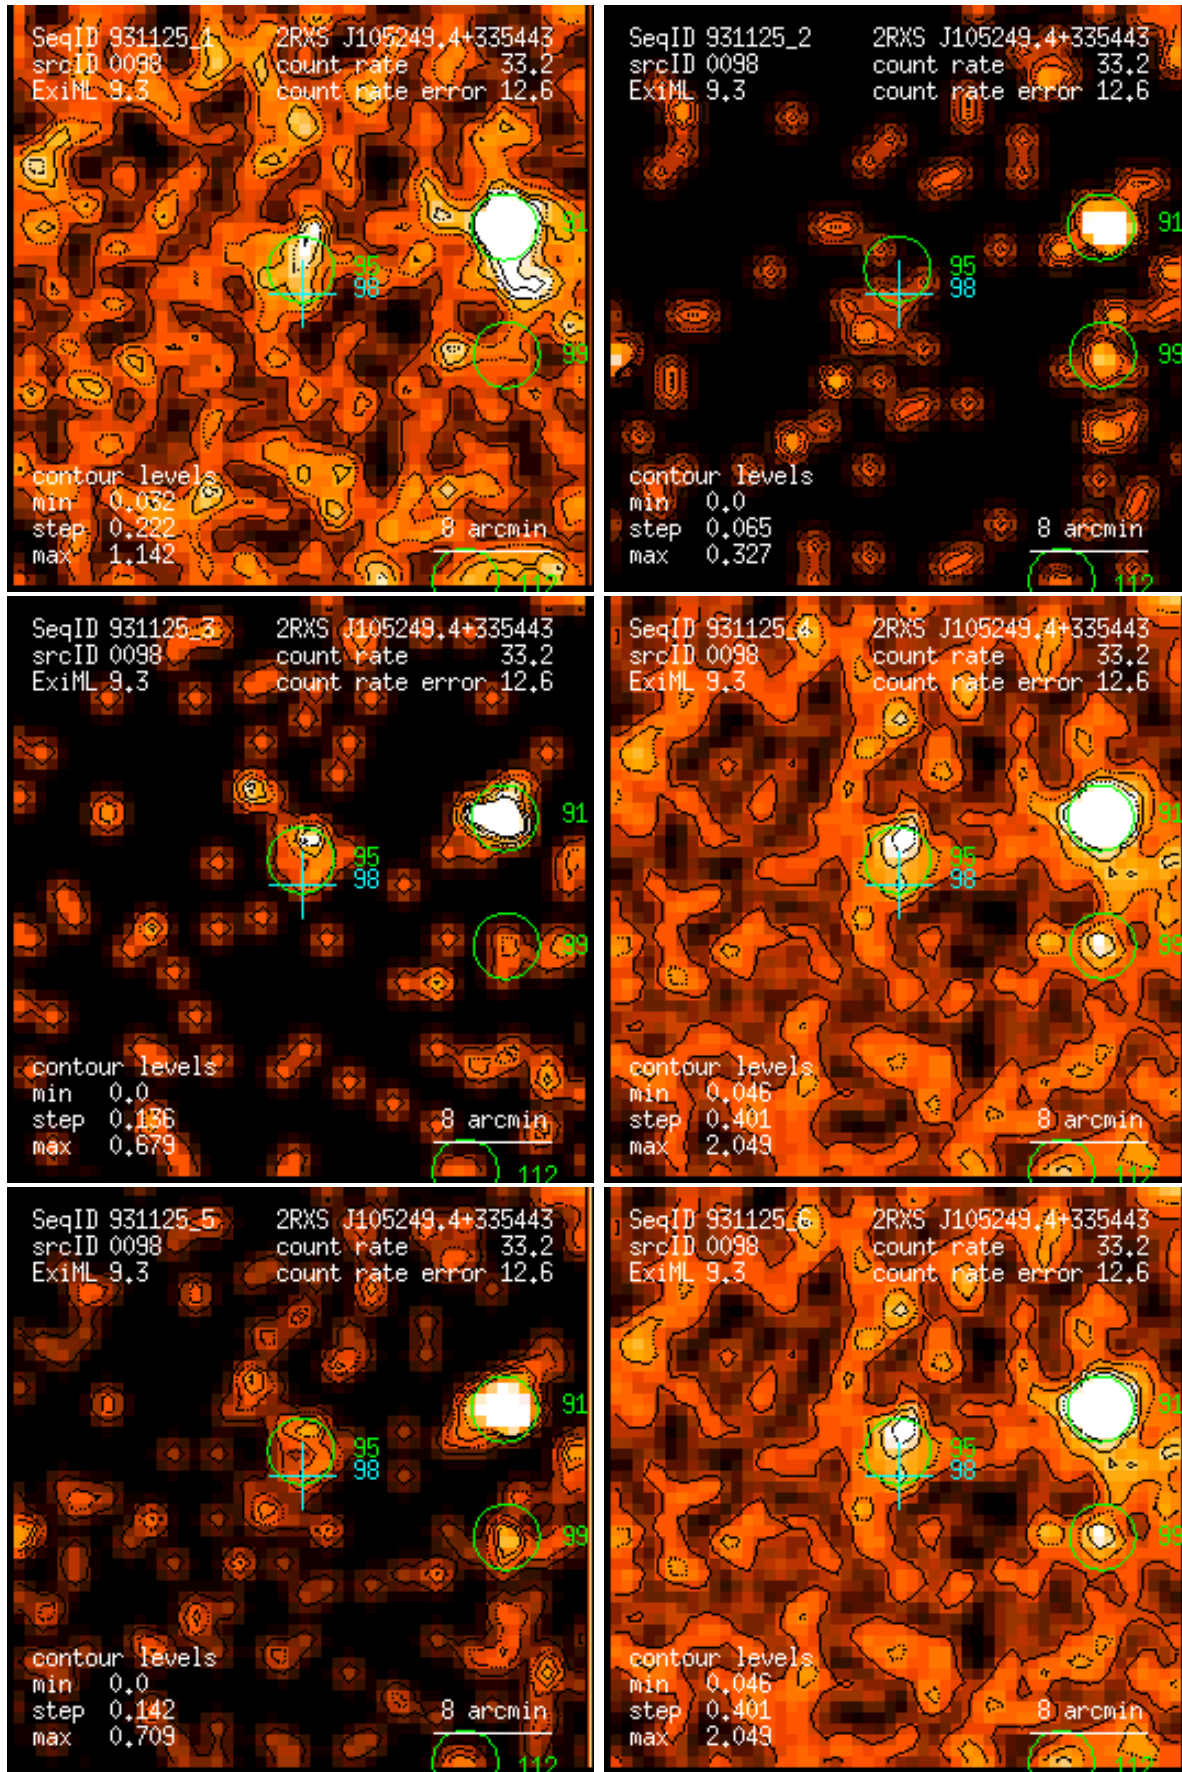 SeqID 931125_1 2RXS J105249.4+335443
srcID 0098 count rate 33.2
ExiML 9.3 count rate error 12.6
91
95
98
99
contour levels
min 0.032
step 0.222
max 1.142
8 arcmin
112
SeqID 931125_2 2RXS J105249.4+335443
srcID 0098 count rate 33.2
ExiML 9.3 count rate error 12.6
91
95
98
99
contour levels
min 0.0
step 0.065
max 0.327
8 arcmin
112
SeqID 931125_3 2RXS J105249.4+335443
srcID 0098 count rate 33.2
ExiML 9.3 count rate error 12.6
91
95
98
99
contour levels
min 0.0
step 0.136
max 0.679
8 arcmin
112
SeqID 931125_4 2RXS J105249.4+335443
srcID 0098 count rate 33.2
ExiML 9.3 count rate error 12.6
91
95
98
99
contour levels
min 0.046
step 0.401
max 2.049
8 arcmin
112
SeqID 931125_5 2RXS J105249.4+335443
srcID 0098 count rate 33.2
ExiML 9.3 count rate error 12.6
91
95
98
99
contour levels
min 0.0
step 0.142
max 0.709
8 arcmin
112
SeqID 931125_6 2RXS J105249.4+335443
srcID 0098 count rate 33.2
ExiML 9.3 count rate error 12.6
91
95
98
99
contour levels
min 0.046
step 0.401
max 2.049
8 arcmin
112